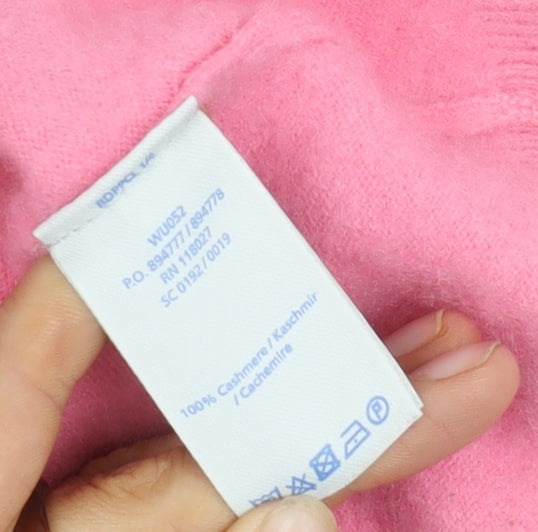 WU052
P.O. 894777 / 894778
RN 118027
SC 0192 / 0019
100% Cashmere / Kaschmir
/ Cachemire
P